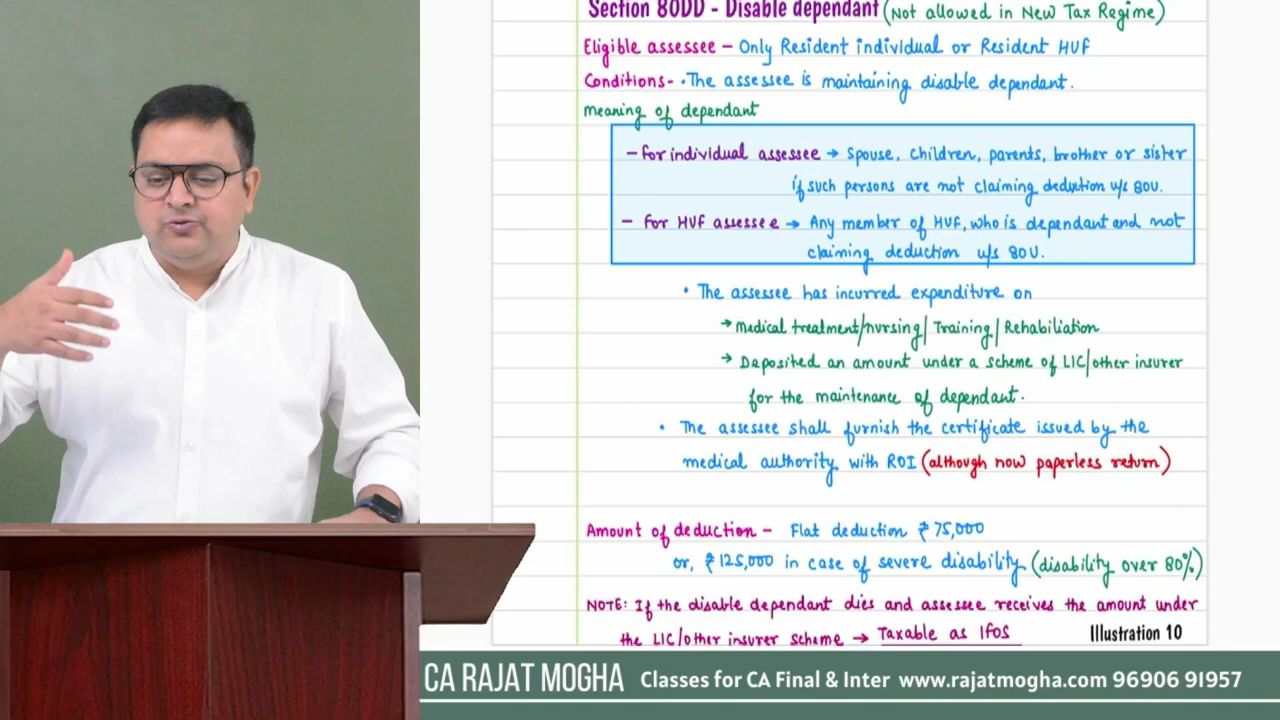 Section 80DD - Disable dependant (Not allowed in New Tax Regime)
Eligible assessee – Only Resident individual or Resident HUF
Conditions- • The assessee is maintaining disable dependant.
meaning of dependant
– for individual assessee → Spouse, children, parents, brother or sister
if such persons are not claiming deduction u/s 80U.
– for HUF assessee → Any member of HUF, who is dependant and not
claiming deduction u/s 80U.
• The assessee has incurred expenditure on
→ Medical treatment/nursing/Training/Rehabiliation
→ Deposited an amount under a scheme of LIC/other insurer
for the maintenance of dependant.
• The assessee shall furnish the certificate issued by the
medical authority with ROI (although now paperless return)
Amount of deduction – Flat deduction ₹75,000
or, ₹125,000 in case of severe disability (disability over 80%)
NOTE: If the disable dependant dies and assessee receives the amount under
the LIC/other insurer scheme → Taxable as IFOS
Illustration 10
CA RAJAT MOGHA Classes for CA Final & Inter www.rajatmogha.com 96906 91957